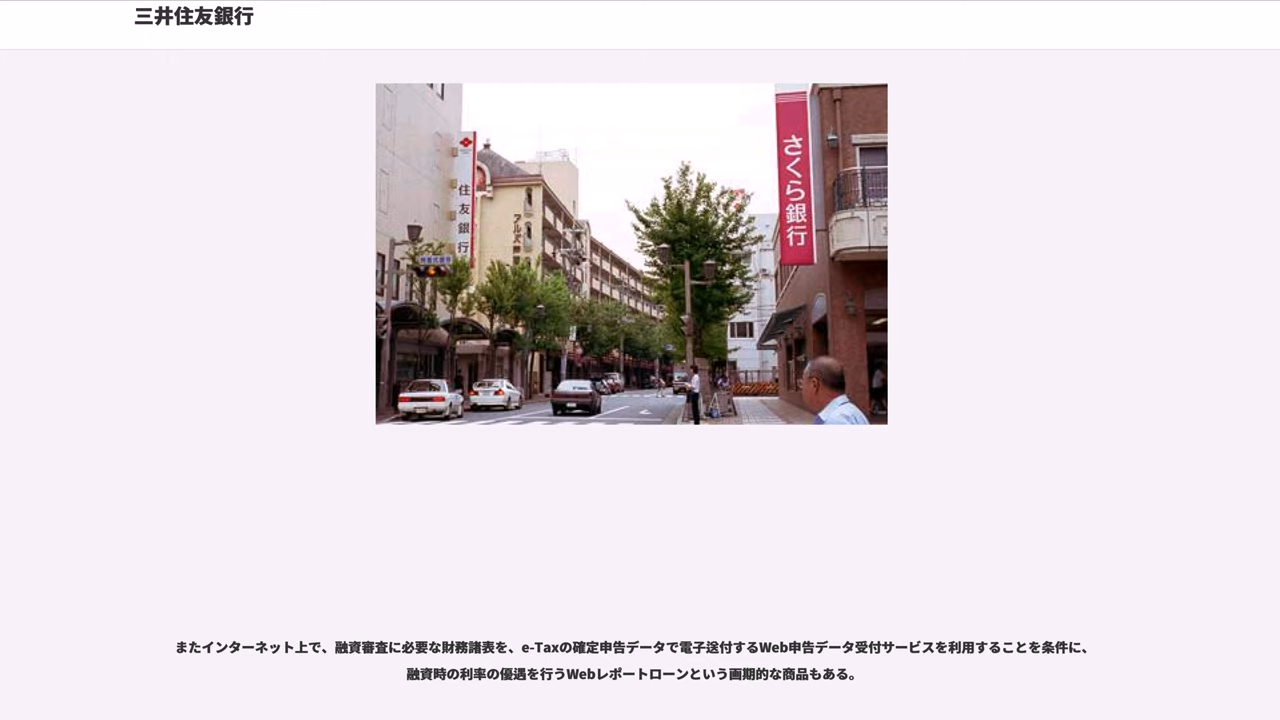 三井住友銀行
住友銀行
さくら銀行
またインターネット上で、融資審査に必要な財務諸表を、e-Taxの確定申告データで電子送付するWeb申告データ受付サービスを利用することを条件に、
融資時の利率の優遇を行うWebレポートローンという画期的な商品もある。